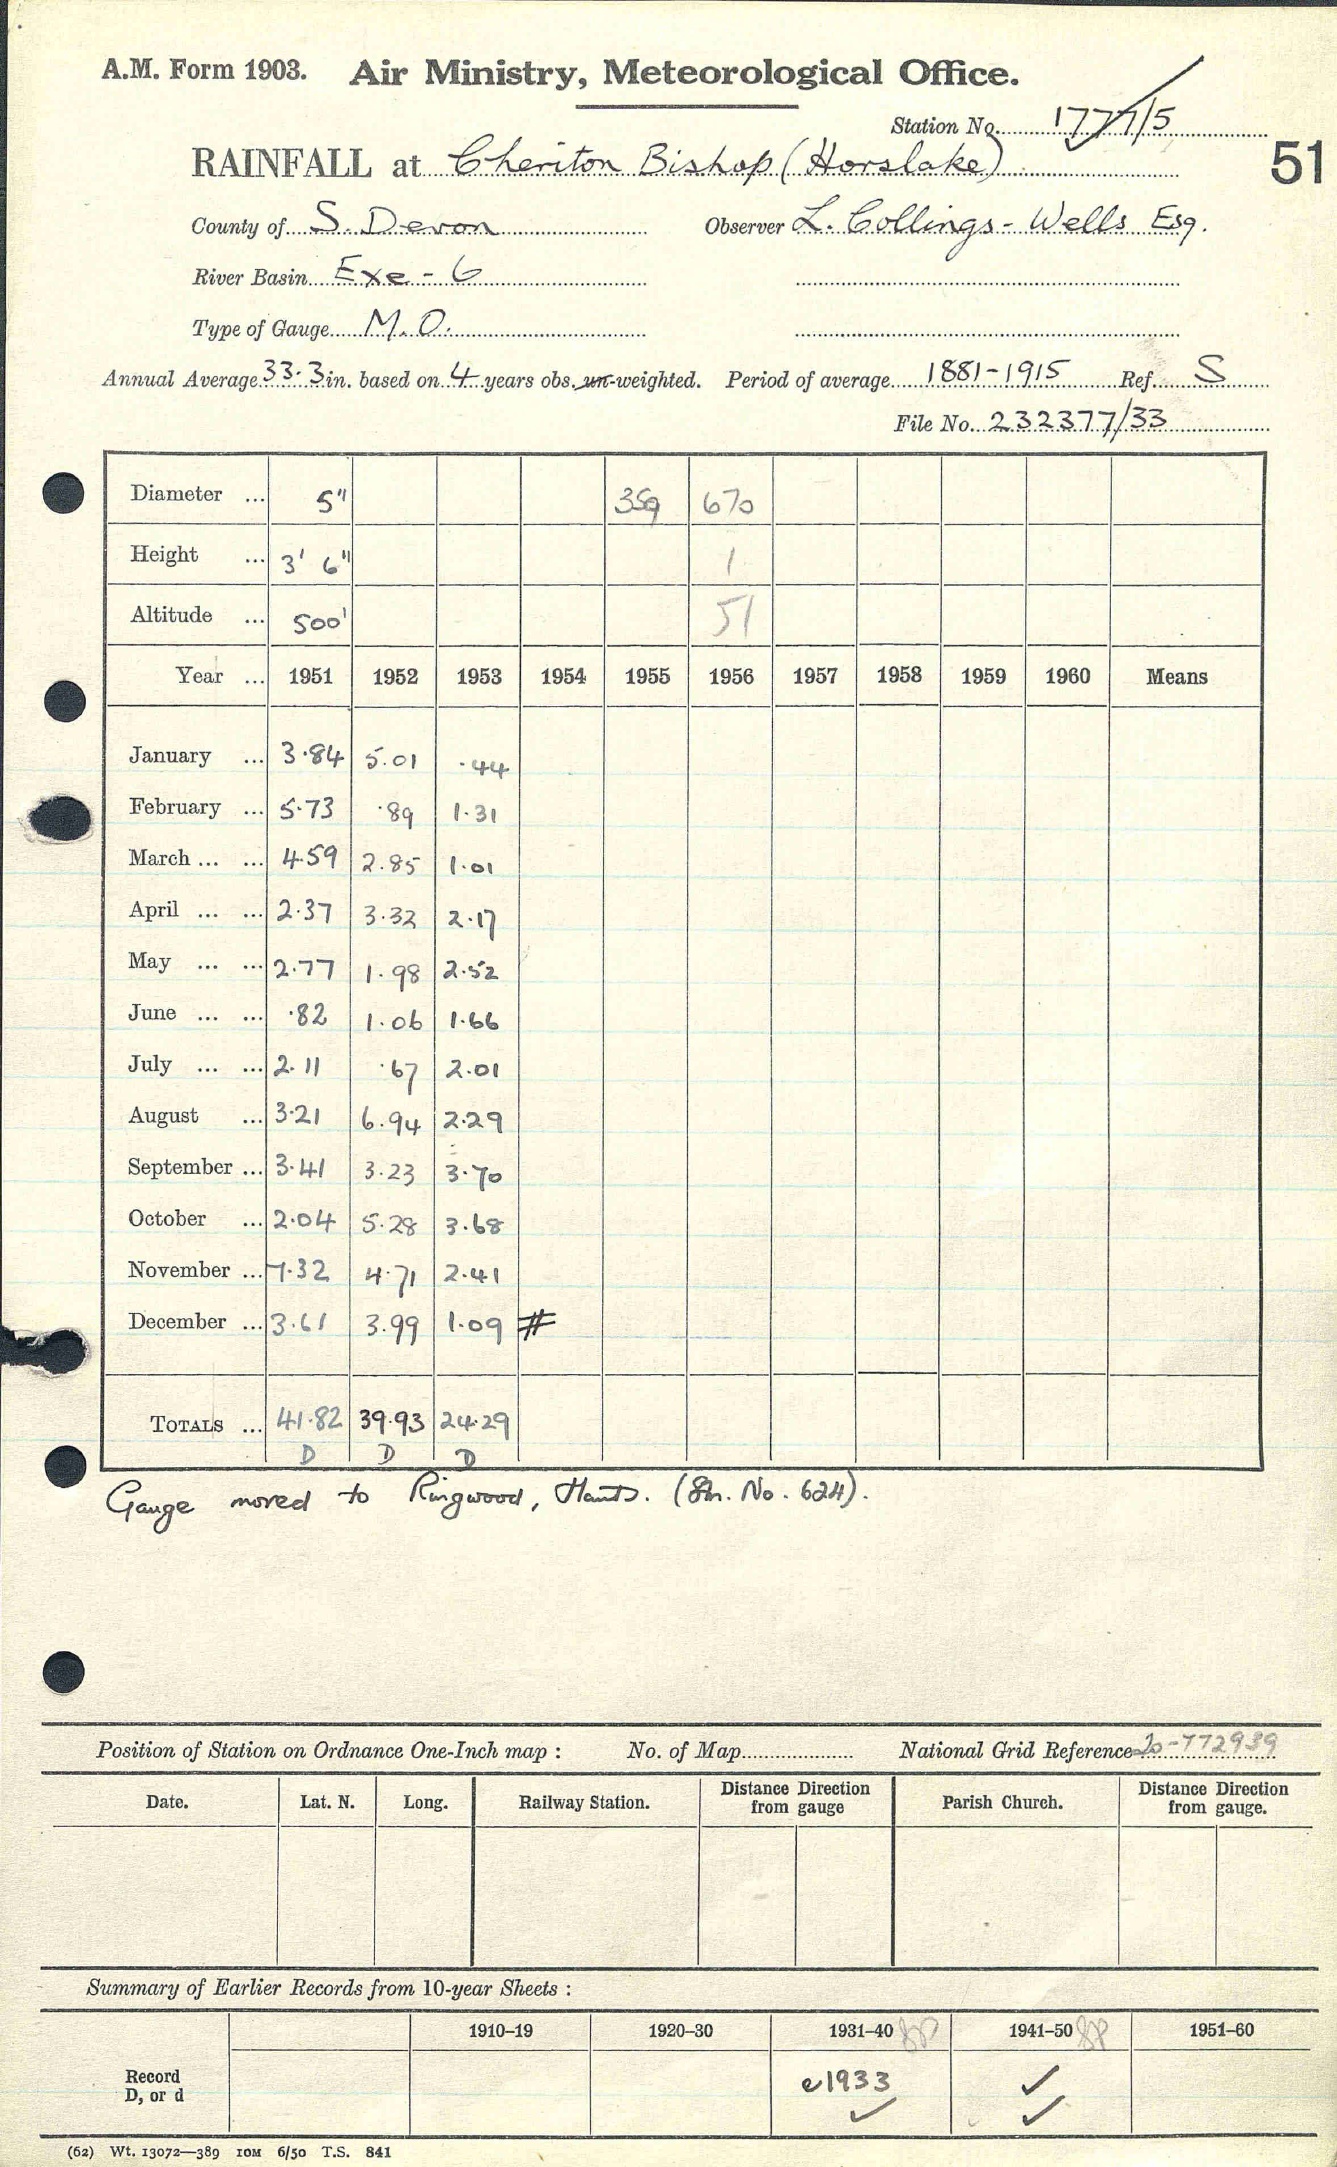 A.M. Form 1903. Air Ministry, Meteorological Office.
Station No. 1777/5
RAINFALL at Cheriton Bishop (Horslake) 51
County of S. Devon Observer L. Collings-Wells Esq.
River Basin Exe - 6
Type of Gauge M.O.
Annual Average 33.3 in. based on 4 years obs. un-weighted. Period of average 1881-1915 Ref. S
File No. 232377/33
Diameter ... 5" 359 670
Height ... 3' 6" 1
Altitude ... 500' 51
Year ... 1951 1952 1953 1954 1955 1956 1957 1958 1959 1960 Means
January ... 3.84 5.01 .44
February ... 5.73 .89 1.31
March ... ... 4.59 2.85 1.01
April ... ... 2.37 3.32 2.17
May ... ... 2.77 1.98 2.52
June ... ... .82 1.06 1.66
July ... ... 2.11 .67 2.01
August ... 3.21 6.94 2.29
September ... 3.41 3.23 3.70
October ... 2.04 5.28 3.68
November ... 7.32 4.71 2.41
December ... 3.61 3.99 1.09 #
TOTALS ... 41.82 39.93 24.29
D D D
Gauge moved to Ringwood, Hants. (Stn. No. 624).
Position of Station on Ordnance One-Inch map : No. of Map National Grid Reference 20-772939
Date. Lat. N. Long. Railway Station. Distance Direction from gauge Parish Church. Distance Direction from gauge.
Summary of Earlier Records from 10-year Sheets :
1910–19 1920–30 1931–40 1941–50 1951–60
Record D, or d e1933 ✓ ✓
✓
(62) Wt. 13072—389 10M 6/50 T.S. 841